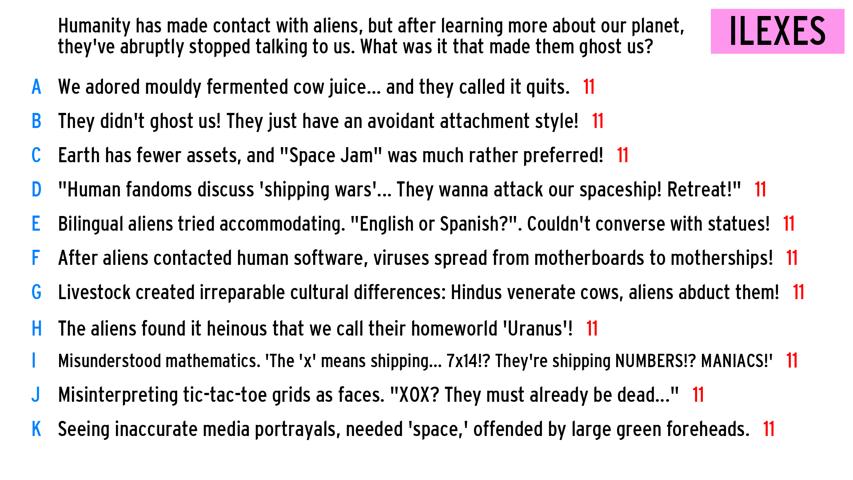 Humanity has made contact with aliens, but after learning more about our planet,
they've abruptly stopped talking to us. What was it that made them ghost us?
ILEXES
A We adored mouldy fermented cow juice... and they called it quits. 11
B They didn't ghost us! They just have an avoidant attachment style! 11
C Earth has fewer assets, and "Space Jam" was much rather preferred! 11
D "Human fandoms discuss 'shipping wars'... They wanna attack our spaceship! Retreat!" 11
E Bilingual aliens tried accommodating. "English or Spanish?". Couldn't converse with statues! 11
F After aliens contacted human software, viruses spread from motherboards to motherships! 11
G Livestock created irreparable cultural differences: Hindus venerate cows, aliens abduct them! 11
H The aliens found it heinous that we call their homeworld 'Uranus'! 11
I Misunderstood mathematics. 'The 'x' means shipping... 7x14!? They're shipping NUMBERS!? MANIACS!' 11
J Misinterpreting tic-tac-toe grids as faces. "XOX? They must already be dead..." 11
K Seeing inaccurate media portrayals, needed 'space,' offended by large green foreheads. 11